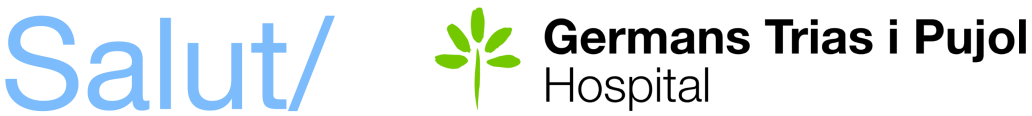 Salut/
Germans Trias i Pujol
Hospital